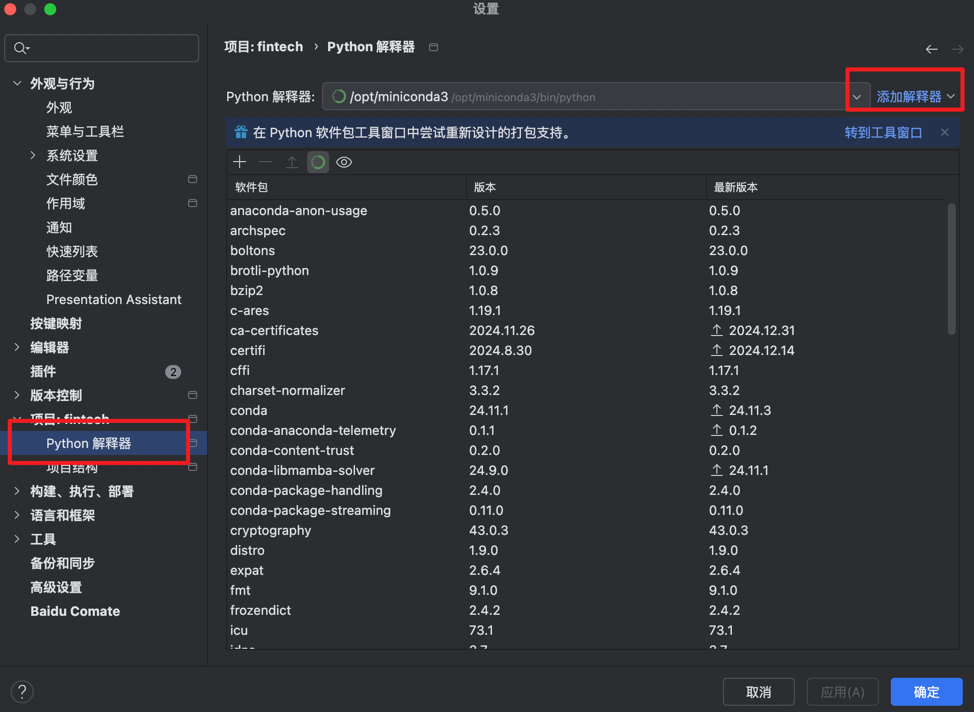 设置
项目: fintech › Python 解释器
Python 解释器: /opt/miniconda3 /opt/miniconda3/bin/python 添加解释器
在 Python 软件包工具窗口中尝试重新设计的打包支持。 转到工具窗口
外观与行为
外观
菜单与工具栏
系统设置
文件颜色
作用域
通知
快速列表
路径变量
Presentation Assistant
按键映射
编辑器
插件 2
版本控制
项目: fintech
Python 解释器
项目结构
构建、执行、部署
语言和框架
工具
备份和同步
高级设置
Baidu Comate
软件包 版本 最新版本
anaconda-anon-usage 0.5.0 0.5.0
archspec 0.2.3 0.2.3
boltons 23.0.0 23.0.0
brotli-python 1.0.9 1.0.9
bzip2 1.0.8 1.0.8
c-ares 1.19.1 1.19.1
ca-certificates 2024.11.26 2024.12.31
certifi 2024.8.30 2024.12.14
cffi 1.17.1 1.17.1
charset-normalizer 3.3.2 3.3.2
conda 24.11.1 24.11.3
conda-anaconda-telemetry 0.1.1 0.1.2
conda-content-trust 0.2.0 0.2.0
conda-libmamba-solver 24.9.0 24.11.1
conda-package-handling 2.4.0 2.4.0
conda-package-streaming 0.11.0 0.11.0
cryptography 43.0.3 43.0.3
distro 1.9.0 1.9.0
expat 2.6.4 2.6.4
fmt 9.1.0 9.1.0
frozendict 2.4.2 2.4.2
icu 73.1 73.1
?
取消 应用(A) 确定